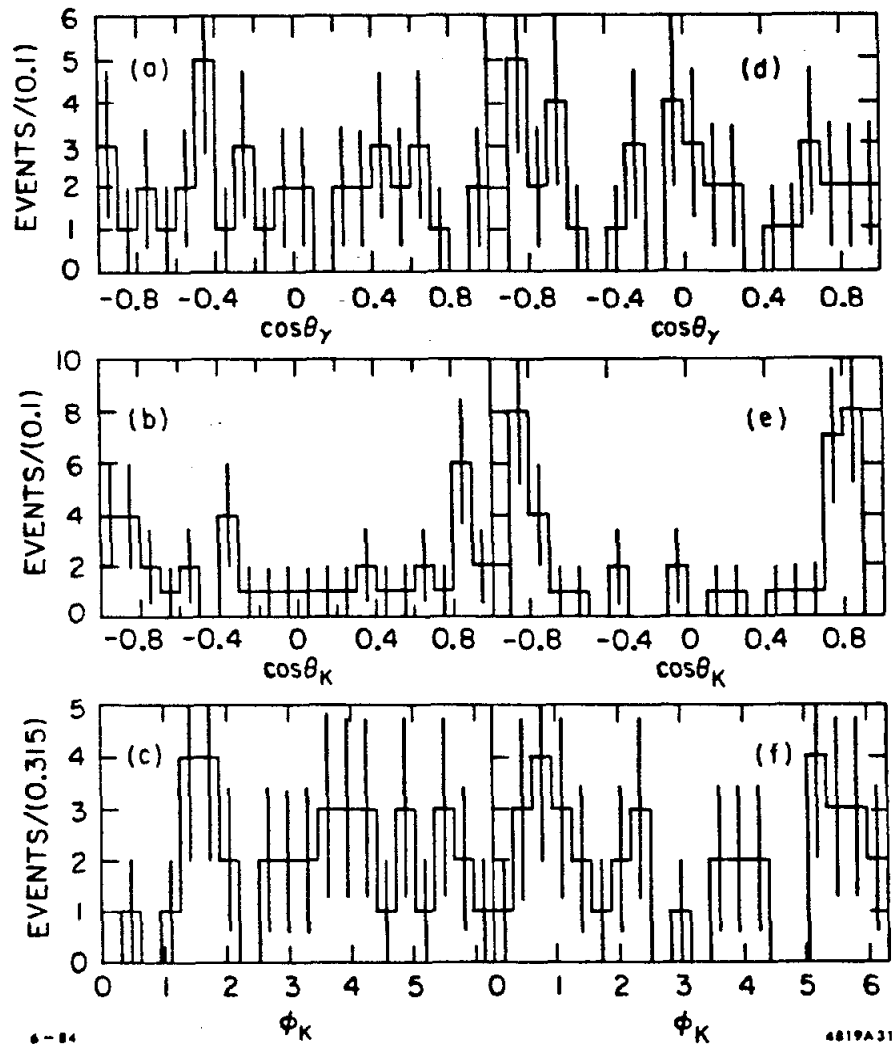 EVENTS/(0.1)
6
5
4
3
2
1
0
(a)
(d)
-0.8 -0.4 0 0.4 -0.8 -0.4 0 0.4 0.8
cosθγ cosθγ
EVENTS/(0.1)
10
8
6
4
2
0
(b)
(e)
-0.8 -0.4 0 0.4 0.8 -0.8 -0.4 0 0.4 0.8
cosθK cosθK
EVENTS/(0.315)
5
4
3
2
1
0
(c)
(f)
0 1 2 3 4 5 0 1 2 3 4 5 6
ϕK ϕK
6-84 4819A31